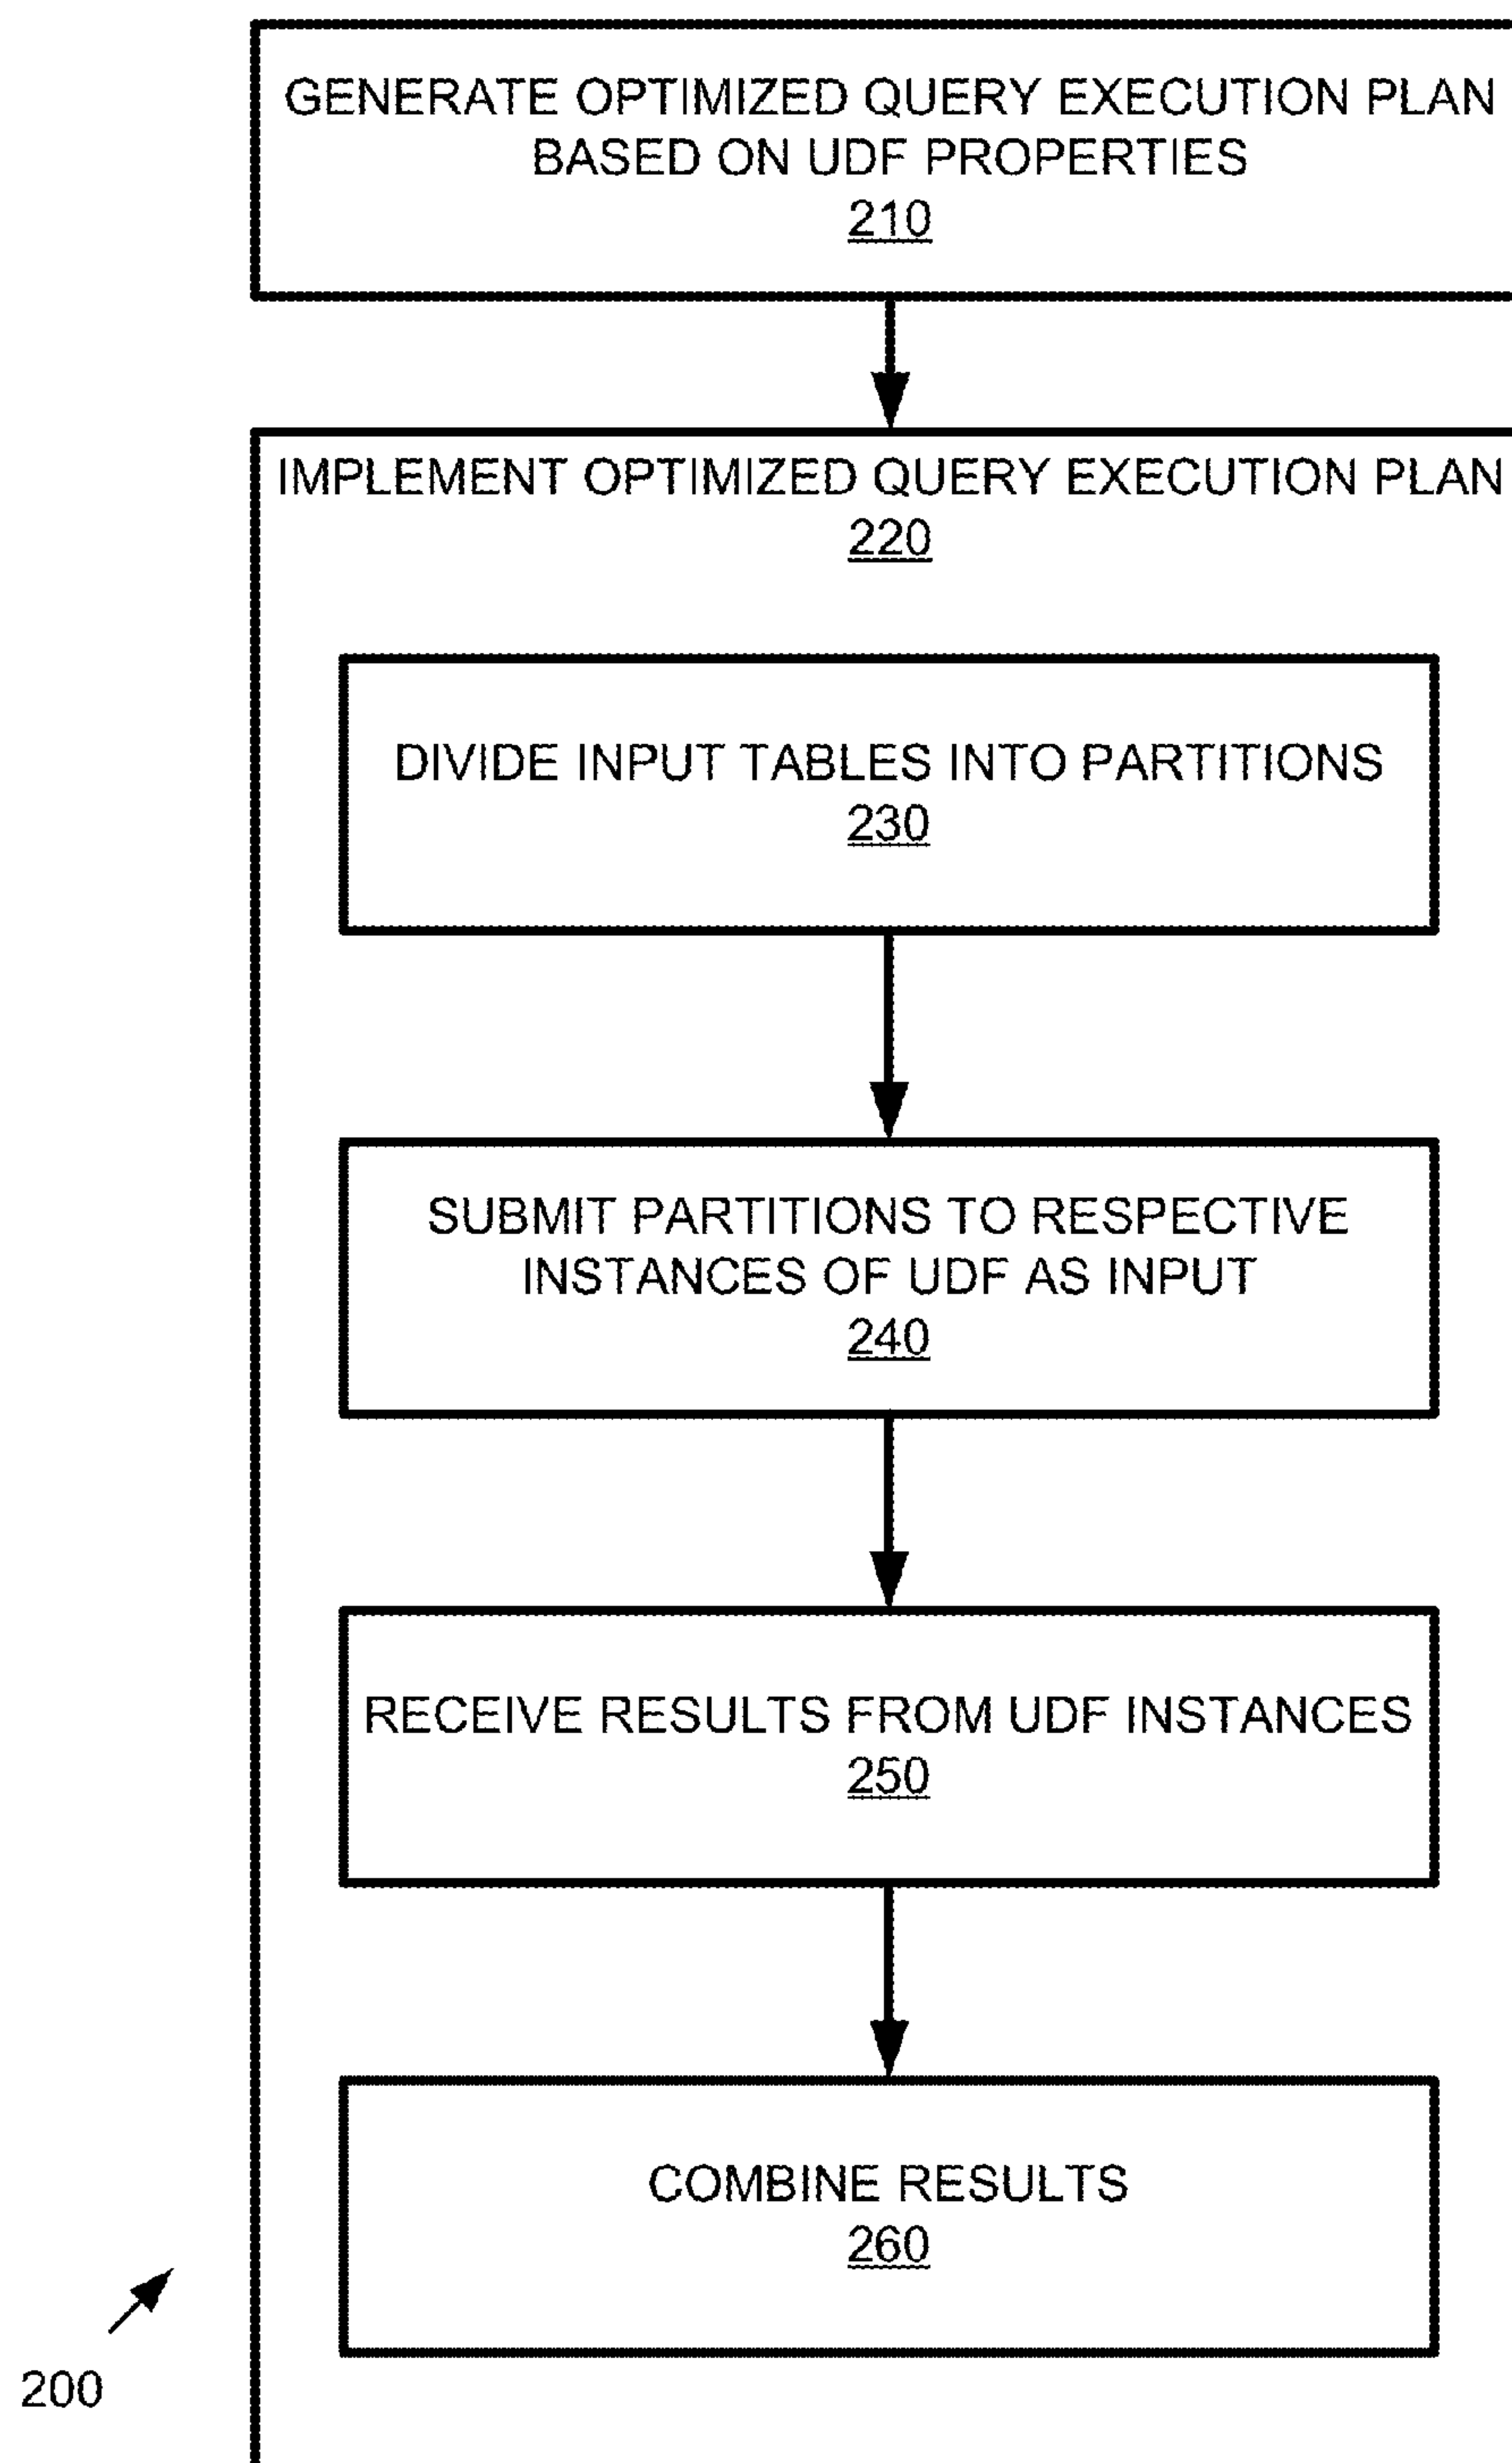 GENERATE OPTIMIZED QUERY EXECUTION PLAN
BASED ON UDF PROPERTIES
210
IMPLEMENT OPTIMIZED QUERY EXECUTION PLAN
220
DIVIDE INPUT TABLES INTO PARTITIONS
230
SUBMIT PARTITIONS TO RESPECTIVE
INSTANCES OF UDF AS INPUT
240
RECEIVE RESULTS FROM UDF INSTANCES
250
COMBINE RESULTS
260
200